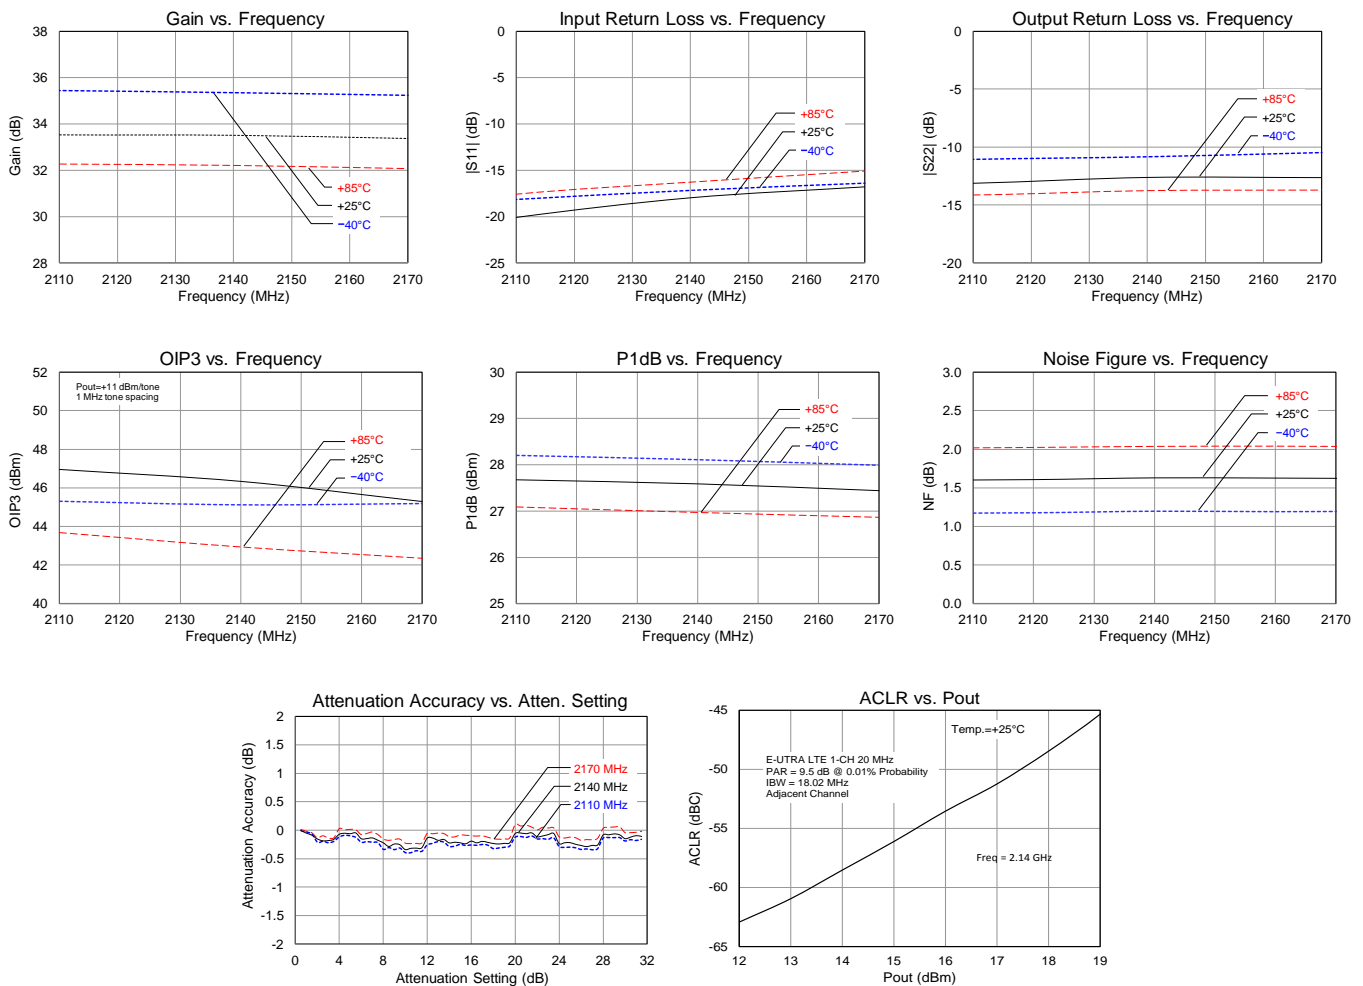 Gain vs. Frequency
38
36
34
32
30
28
Gain (dB)
+85°C
+25°C
−40°C
2110 2120 2130 2140 2150 2160 2170
Frequency (MHz)
Input Return Loss vs. Frequency
0
-5
-10
-15
-20
-25
|S11| (dB)
+85°C
+25°C
−40°C
2110 2120 2130 2140 2150 2160 2170
Frequency (MHz)
Output Return Loss vs. Frequency
0
-5
-10
-15
-20
|S22| (dB)
+85°C
+25°C
−40°C
2110 2120 2130 2140 2150 2160 2170
Frequency (MHz)
OIP3 vs. Frequency
52
50
48
46
44
42
40
OIP3 (dBm)
Pout=+11 dBm/tone
1 MHz tone spacing
+85°C
+25°C
−40°C
2110 2120 2130 2140 2150 2160 2170
Frequency (MHz)
P1dB vs. Frequency
30
29
28
27
26
25
P1dB (dBm)
+85°C
+25°C
−40°C
2110 2120 2130 2140 2150 2160 2170
Frequency (MHz)
Noise Figure vs. Frequency
3.0
2.5
2.0
1.5
1.0
0.5
0.0
NF (dB)
+85°C
+25°C
−40°C
2110 2120 2130 2140 2150 2160 2170
Frequency (MHz)
Attenuation Accuracy vs. Atten. Setting
2
1.5
1
0.5
0
-0.5
-1
-1.5
-2
Attenuation Accuracy (dB)
2170 MHz
2140 MHz
2110 MHz
0 4 8 12 16 20 24 28 32
Attenuation Setting (dB)
ACLR vs. Pout
-45
-50
-55
-60
-65
ACLR (dBC)
Temp.=+25°C
E-UTRA LTE 1-CH 20 MHz
PAR = 9.5 dB @ 0.01% Probability
IBW = 18.02 MHz
Adjacent Channel
Freq = 2.14 GHz
12 13 14 15 16 17 18 19
Pout (dBm)